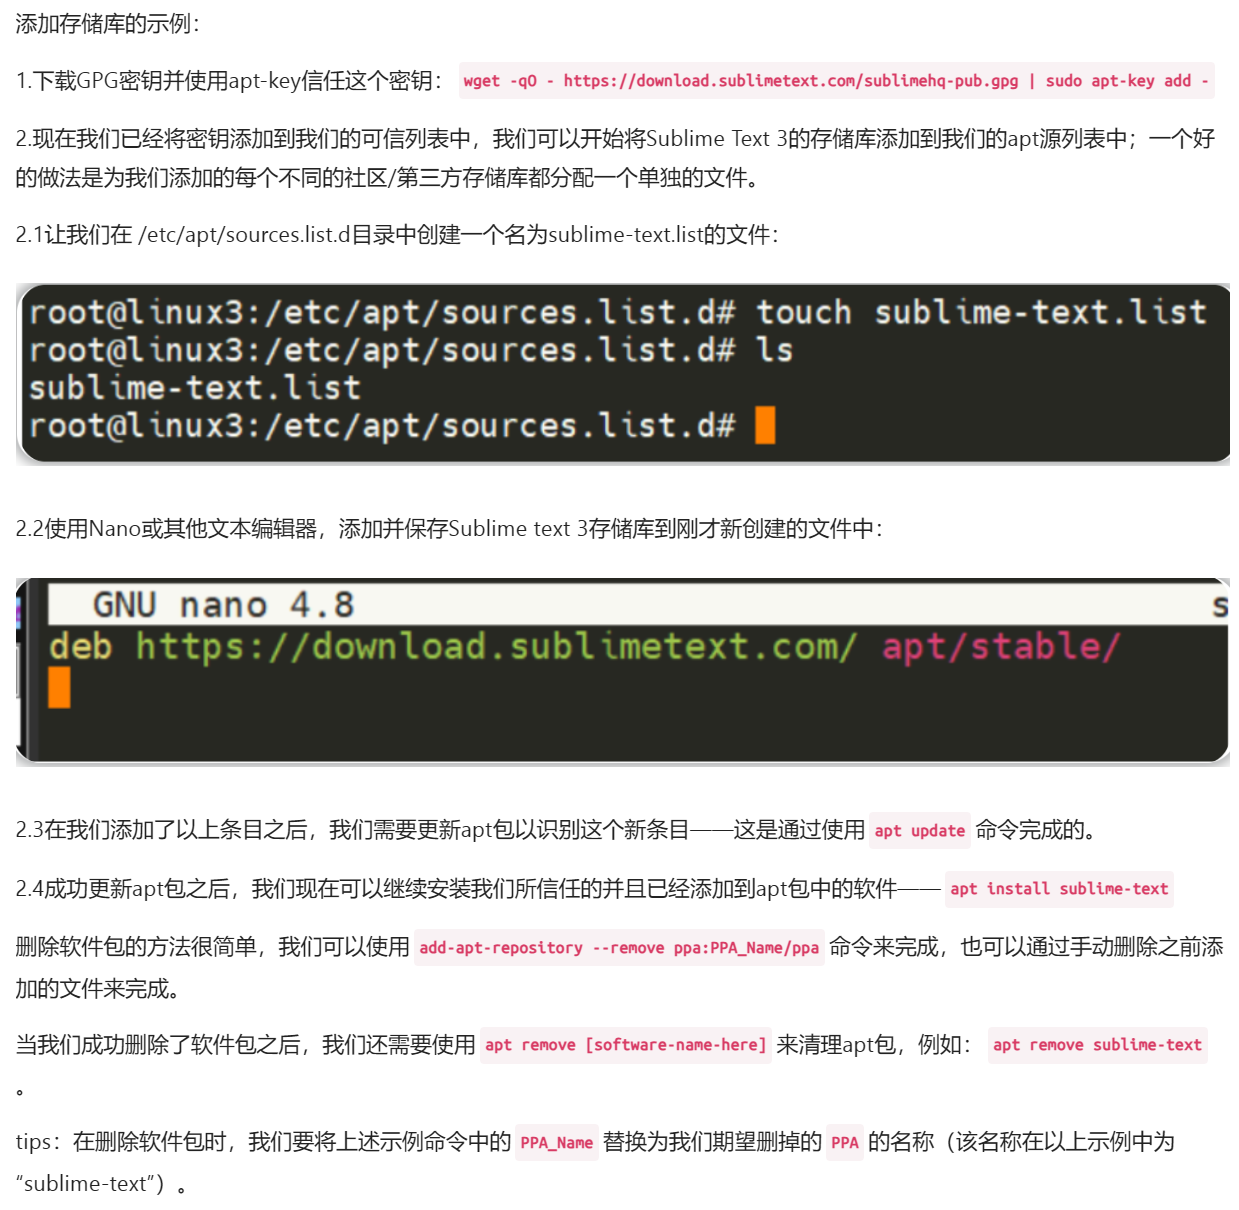 添加存储库的示例：
1.下载GPG密钥并使用apt-key信任这个密钥： wget -qO - https://download.sublimetext.com/sublimehq-pub.gpg | sudo apt-key add -
2.现在我们已经将密钥添加到我们的可信列表中，我们可以开始将Sublime Text 3的存储库添加到我们的apt源列表中；一个好
的做法是为我们添加的每个不同的社区/第三方存储库都分配一个单独的文件。
2.1让我们在 /etc/apt/sources.list.d目录中创建一个名为sublime-text.list的文件：
root@linux3:/etc/apt/sources.list.d# touch sublime-text.list
root@linux3:/etc/apt/sources.list.d# ls
sublime-text.list
root@linux3:/etc/apt/sources.list.d#
2.2使用Nano或其他文本编辑器，添加并保存Sublime text 3存储库到刚才新创建的文件中：
GNU nano 4.8 s
deb https://download.sublimetext.com/ apt/stable/
2.3在我们添加了以上条目之后，我们需要更新apt包以识别这个新条目——这是通过使用 apt update 命令完成的。
2.4成功更新apt包之后，我们现在可以继续安装我们所信任的并且已经添加到apt包中的软件—— apt install sublime-text
删除软件包的方法很简单，我们可以使用 add-apt-repository --remove ppa:PPA_Name/ppa 命令来完成，也可以通过手动删除之前添
加的文件来完成。
当我们成功删除了软件包之后，我们还需要使用 apt remove [software-name-here] 来清理apt包，例如： apt remove sublime-text
。
tips：在删除软件包时，我们要将上述示例命令中的 PPA_Name 替换为我们期望删掉的 PPA 的名称（该名称在以上示例中为
“sublime-text”）。